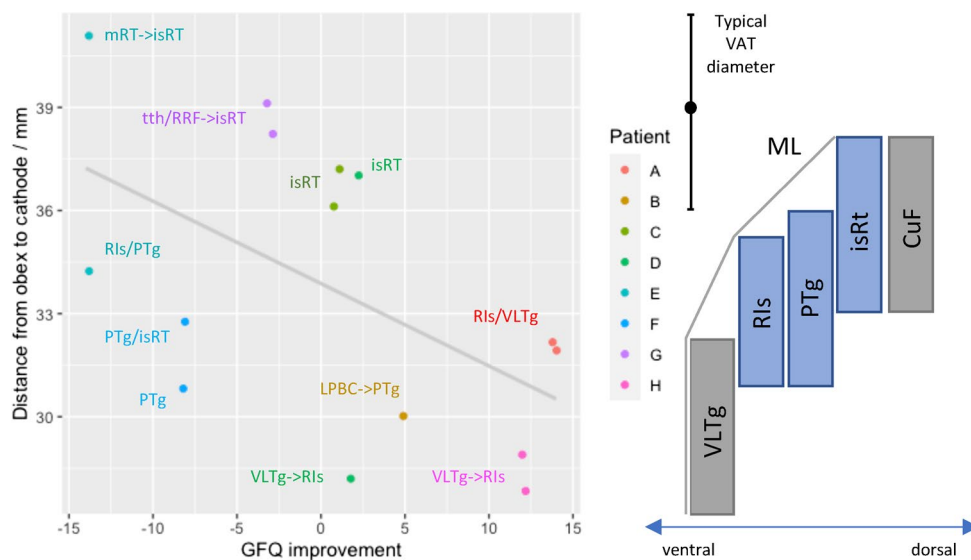 Typical
VAT
diameter
mRT->isRT
39
tth/RRF->isRT
isRT
isRT
36
RIs/PTg
33
PTg/isRT
RIs/VLTg
PTg
LPBC->PTg
30
VLTg->RIs
VLTg->RIs
-15
-10
-5
0
5
10
15
GFQ improvement
Distance from obex to cathode / mm
Patient
A
B
C
D
E
F
G
H
ML
VLTg
RIs
PTg
isRt
CuF
ventral
dorsal